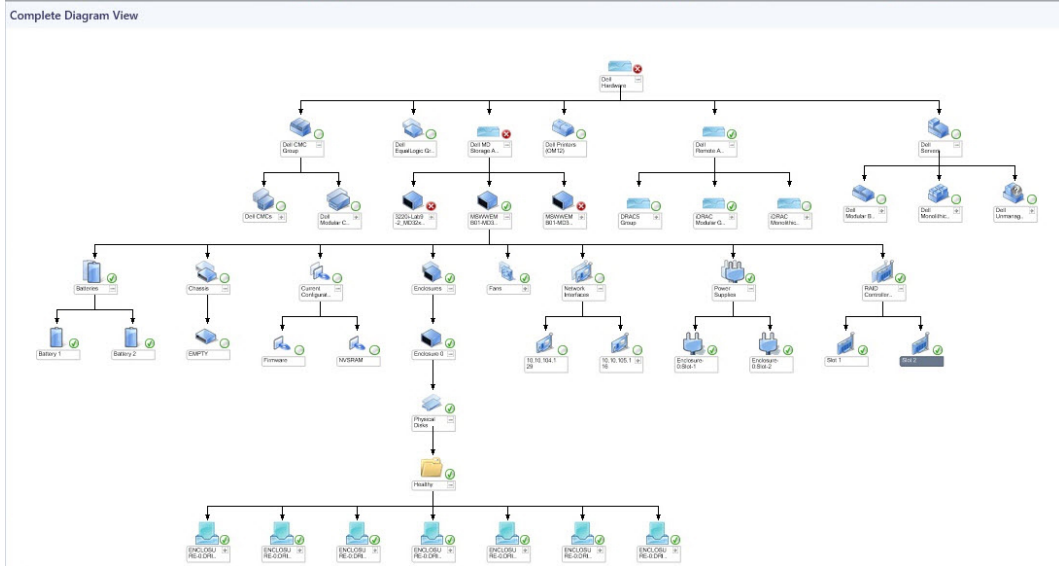 Complete Diagram View
Dell
Hardware
Dell CMC
Group
Dell
EqualLogic Gr...
Dell MD
Storage A...
Dell Printers
(OM12)
Dell
Remote A...
Dell
Servers
Dell CMCs
Dell
Modular C...
3220i-Lab9
-2_MD32x...
MSWWEM
B01-MD3...
MSWWEM
B01-MD3...
DRAC5
Group
iDRAC
Modular G...
iDRAC
Monolithic...
Dell
Modular B...
Dell
Monolithic...
Dell
Unmanag...
Batteries
Chassis
Current
Configurat...
Enclosures
Fans
Network
Interfaces
Power
Supplies
RAID
Controller...
Battery 1
Battery 2
EMPTY
Firmware
NVSRAM
Enclosure 0
10.10.104.1
28
10.10.105.1
16
Enclosure-
0:Slot-1
Enclosure-
0:Slot-2
Slot 1
Slot 2
Physical
Disks
Healthy
ENCLOSU
RE-0:DRI...
ENCLOSU
RE-0:DRI...
ENCLOSU
RE-0:DRI...
ENCLOSU
RE-0:DRI...
ENCLOSU
RE-0:DRI...
ENCLOSU
RE-0:DRI...
ENCLOSU
RE-0:DRI...